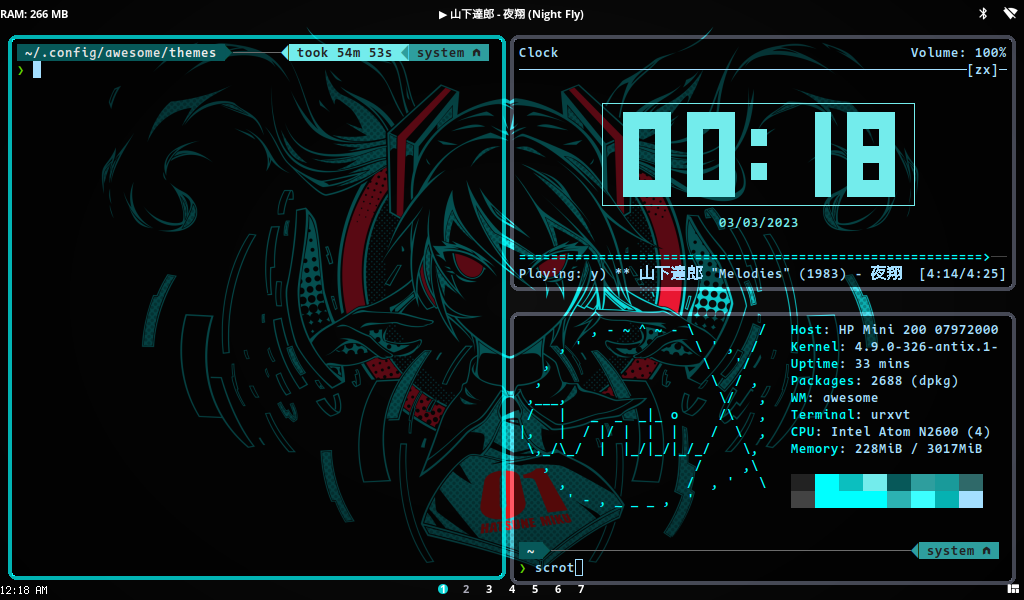 RAM: 266 MB
▶ 山下達郎 - 夜翔 (Night Fly)
~/.config/awesome/themes
took 54m 53s
system
❯
Clock
Volume: 100%
[zx]
00:18
03/03/2023
Playing: y) ** 山下達郎 "Melodies" (1983) - 夜翔 [4:14/4:25]
Host: HP Mini 200 07972000
Kernel: 4.9.0-326-antix.1-
Uptime: 33 mins
Packages: 2688 (dpkg)
WM: awesome
Terminal: urxvt
CPU: Intel Atom N2600 (4)
Memory: 228MiB / 3017MiB
01
HATSUNE MIKU
~
system
❯ scrot
12:18 AM
1 2 3 4 5 6 7